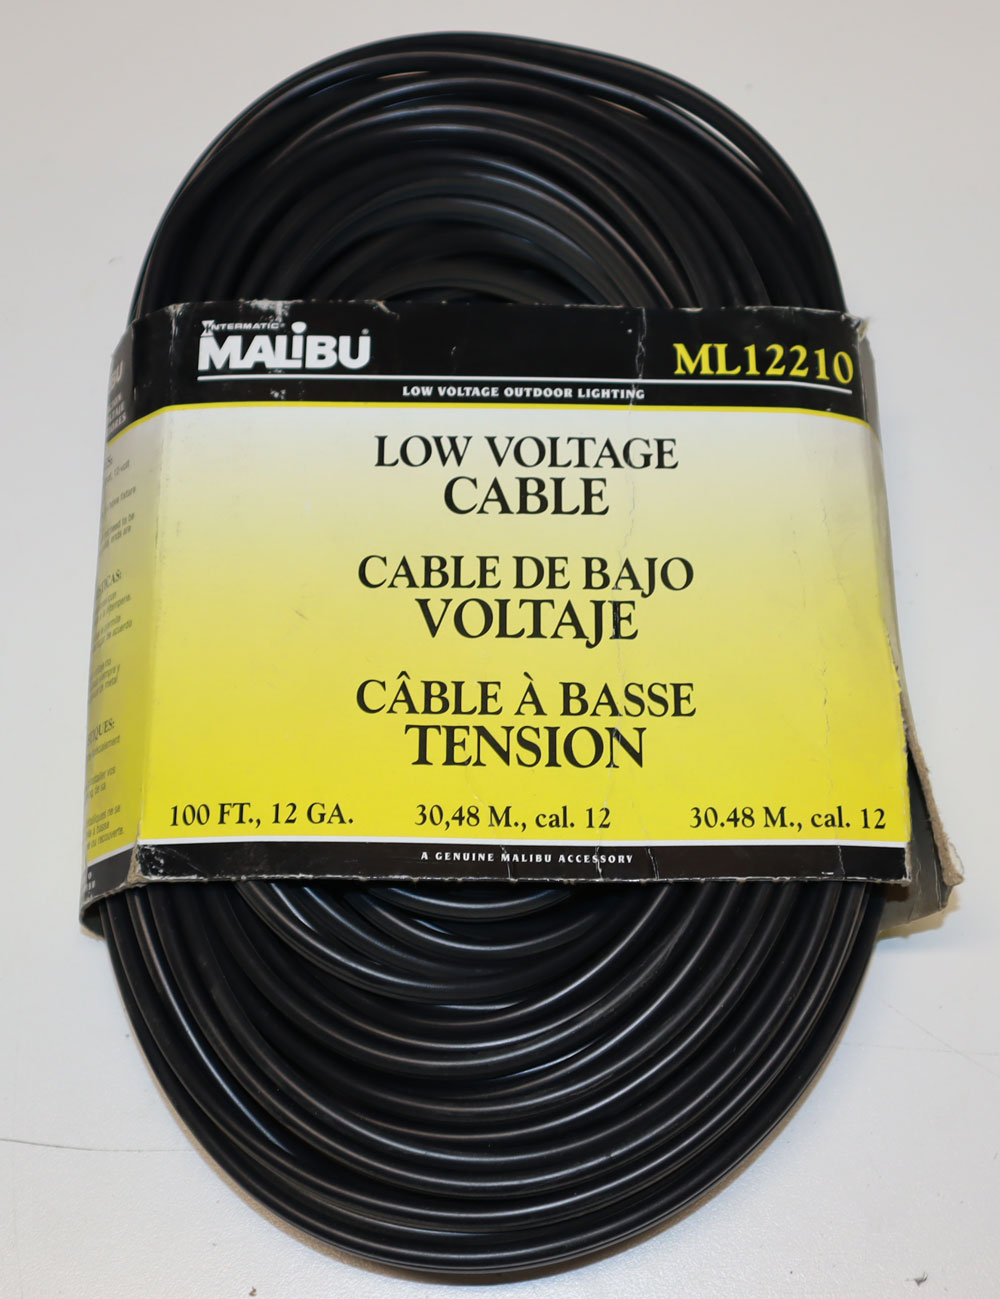 INTERMATIC®
MALIBU®
ML12210
LOW VOLTAGE OUTDOOR LIGHTING
LOW VOLTAGE
CABLE
CABLE DE BAJO
VOLTAJE
CÂBLE À BASSE
TENSION
100 FT., 12 GA.
30,48 M., cal. 12
30.48 M., cal. 12
A GENUINE MALIBU ACCESSORY